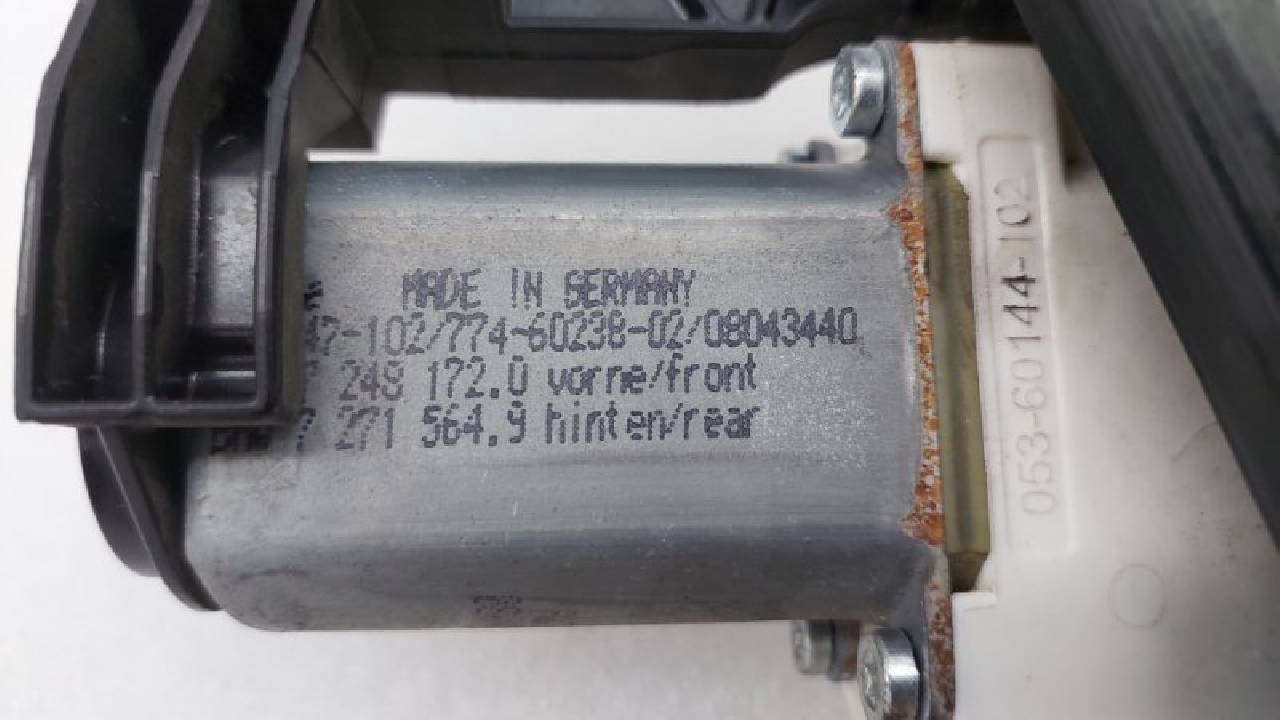 MADE IN GERMANY
47-102/774-60238-02/08043440
248 172.0 vorne/front
271 564.9 hinten/rear
053-60144-102